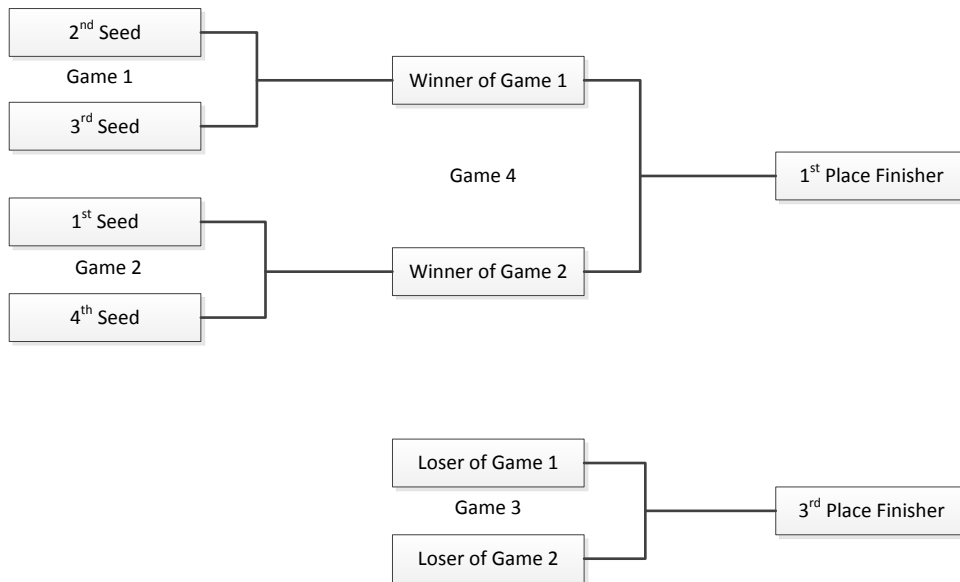 2nd Seed
Game 1
3rd Seed
Winner of Game 1
Game 4
1st Place Finisher
1st Seed
Game 2
4th Seed
Winner of Game 2
Loser of Game 1
Game 3
Loser of Game 2
3rd Place Finisher